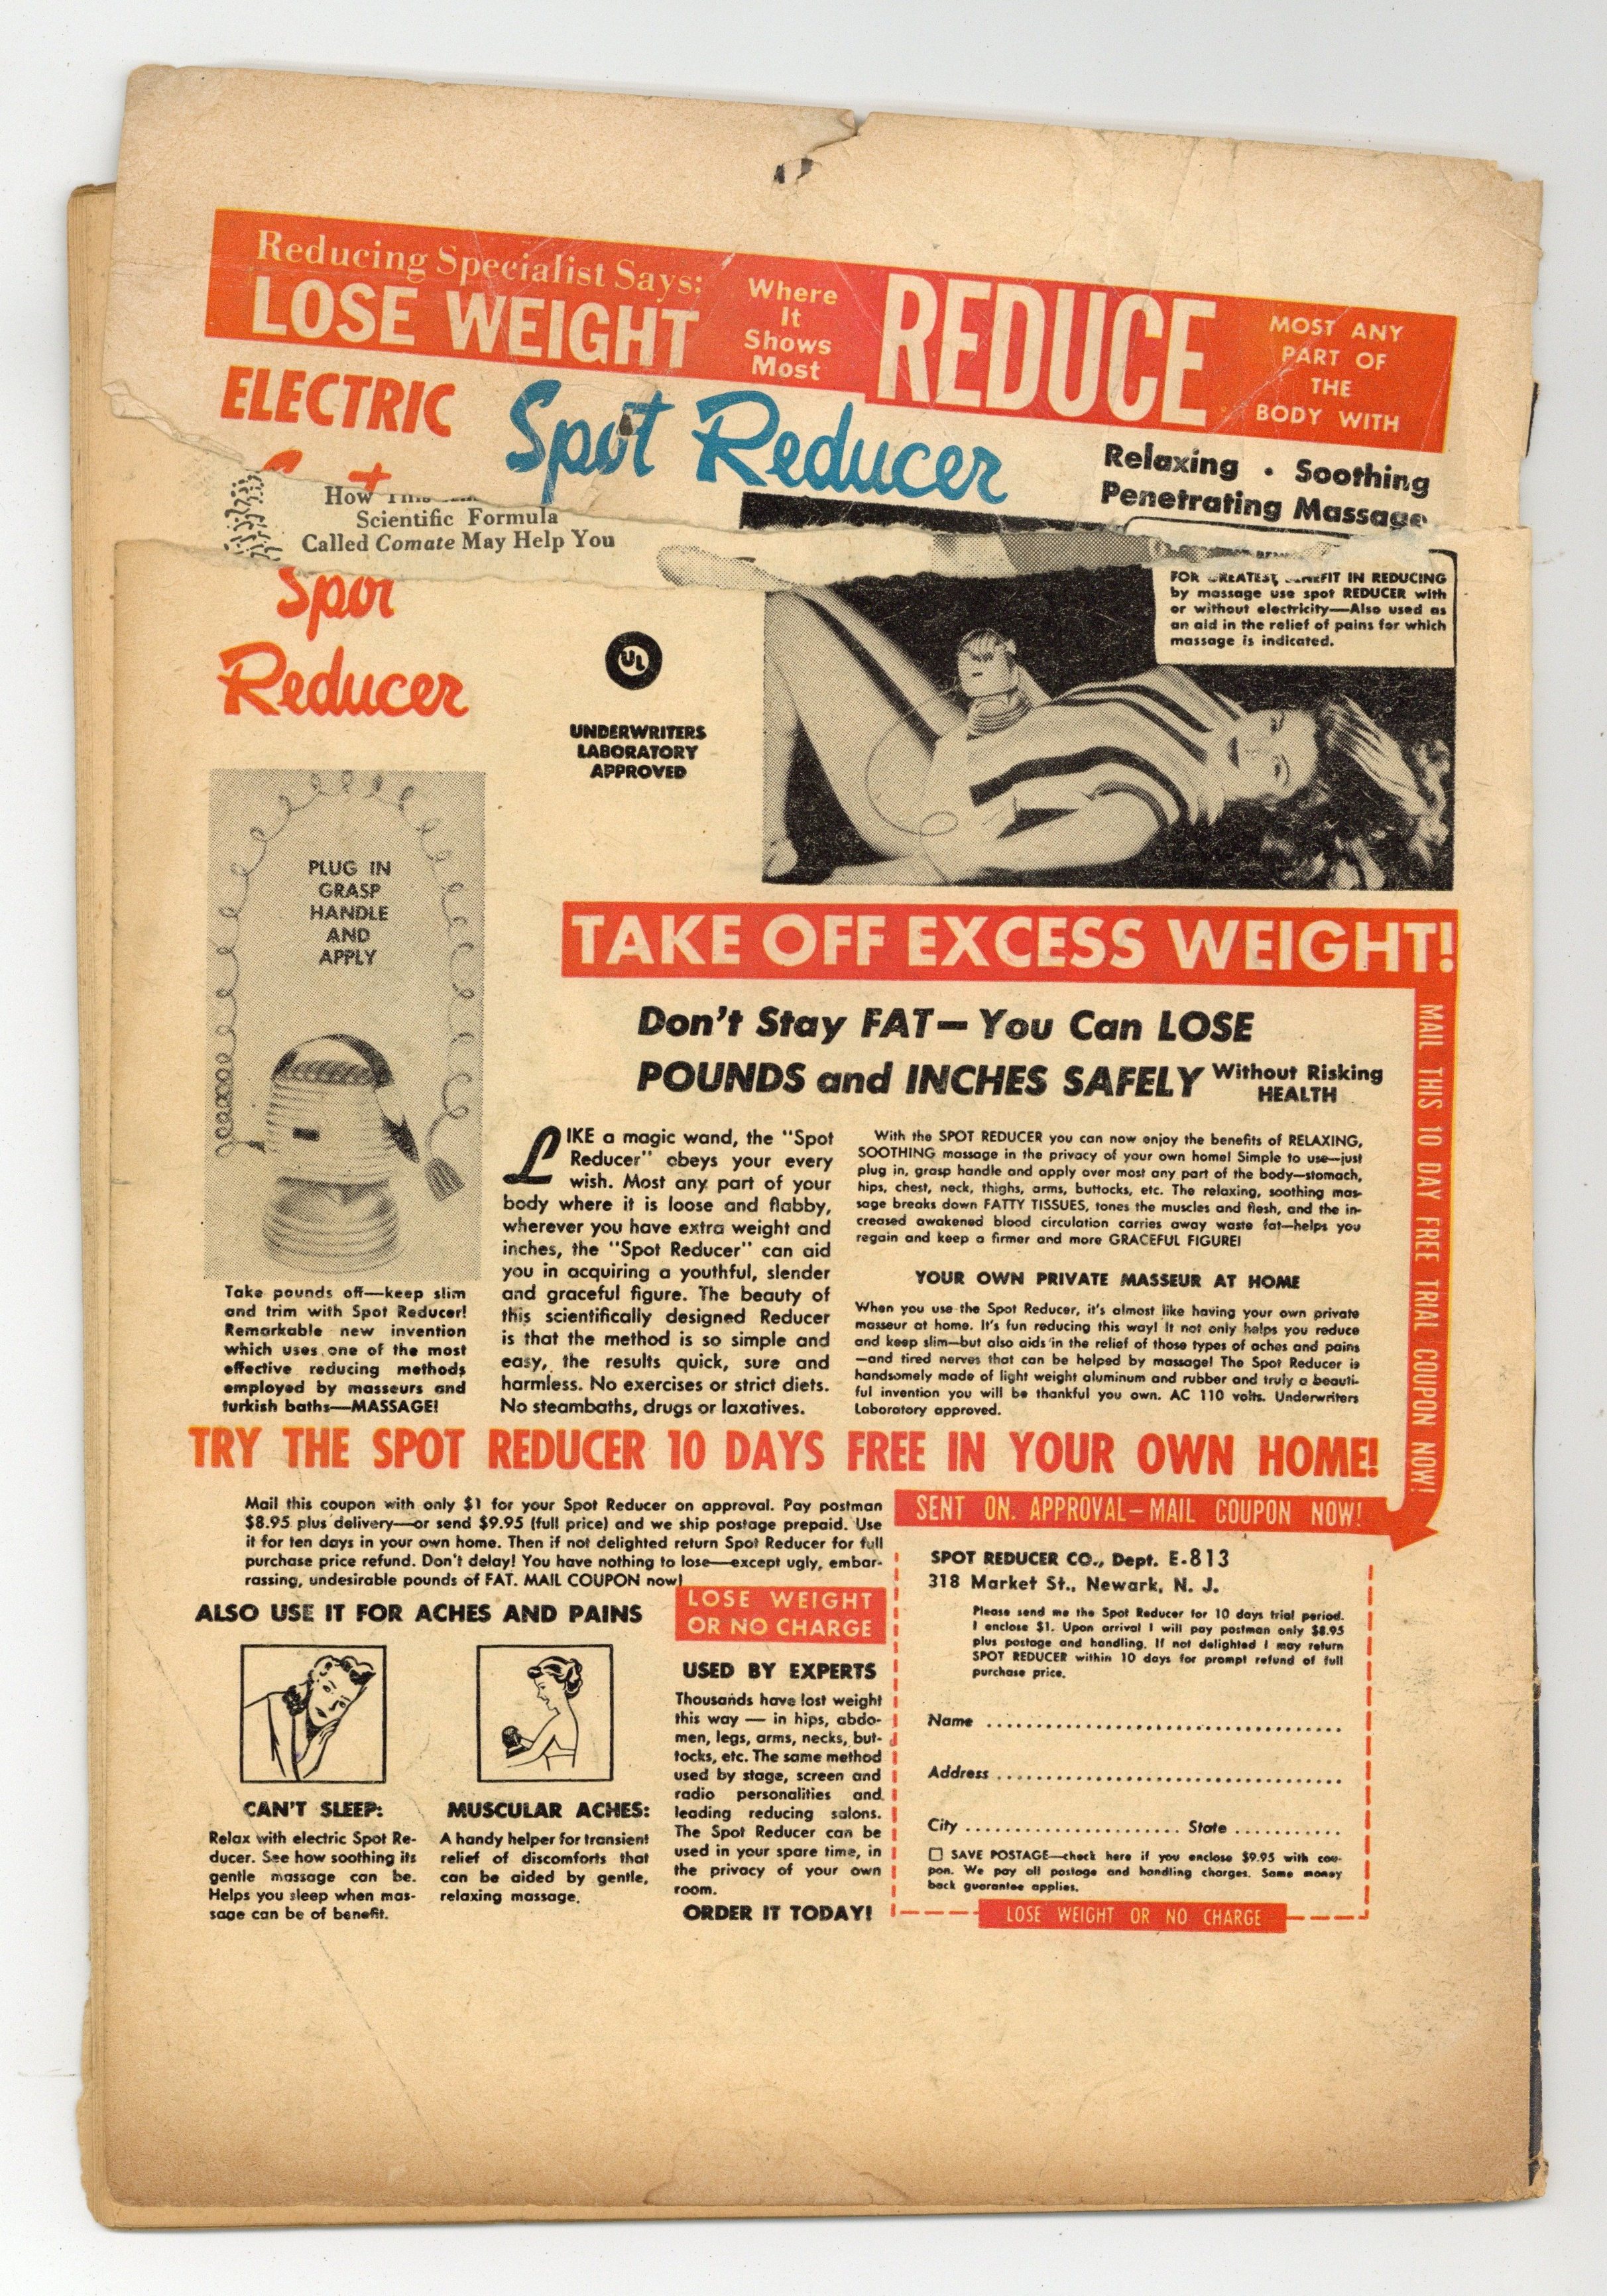 Reducing Specialist Says:
LOSE WEIGHT
Where
It
Shows
Most
REDUCE
MOST ANY
PART OF
THE
BODY WITH
ELECTRIC
Spot Reducer
Relaxing • Soothing
Penetrating Massage
How This
Scientific Formula
Called Comate May Help You
Spot
Reducer
UL
UNDERWRITERS
LABORATORY
APPROVED
FOR GREATEST BENEFIT IN REDUCING
by massage use spot REDUCER with
or without electricity—Also used as
an aid in the relief of pains for which
massage is indicated.
PLUG IN
GRASP
HANDLE
AND
APPLY
TAKE OFF EXCESS WEIGHT!
Don't Stay FAT—You Can LOSE
POUNDS and INCHES SAFELY Without Risking
HEALTH
MAIL THIS 10 DAY FREE TRIAL COUPON NOW!
LIKE a magic wand, the "Spot
Reducer" obeys your every
wish. Most any part of your
body where it is loose and flabby,
wherever you have extra weight and
inches, the "Spot Reducer" can aid
you in acquiring a youthful, slender
and graceful figure. The beauty of
this scientifically designed Reducer
is that the method is so simple and
easy, the results quick, sure and
harmless. No exercises or strict diets.
No steambaths, drugs or laxatives.
With the SPOT REDUCER you can now enjoy the benefits of RELAXING,
SOOTHING massage in the privacy of your own home! Simple to use—just
plug in, grasp handle and apply over most any part of the body—stomach,
hips, chest, neck, thighs, arms, buttocks, etc. The relaxing, soothing mas-
sage breaks down FATTY TISSUES, tones the muscles and flesh, and the in-
creased awakened blood circulation carries away waste fat—helps you
regain and keep a firmer and more GRACEFUL FIGURE!
YOUR OWN PRIVATE MASSEUR AT HOME
When you use the Spot Reducer, it's almost like having your own private
masseur at home. It's fun reducing this way! It not only helps you reduce
and keep slim—but also aids in the relief of those types of aches and pains
—and tired nerves that can be helped by massage! The Spot Reducer is
handsomely made of light weight aluminum and rubber and truly a beauti-
ful invention you will be thankful you own. AC 110 volts. Underwriters
Laboratory approved.
Take pounds off—keep slim
and trim with Spot Reducer!
Remarkable new invention
which uses one of the most
effective reducing methods
employed by masseurs and
turkish baths—MASSAGE!
TRY THE SPOT REDUCER 10 DAYS FREE IN YOUR OWN HOME!
Mail this coupon with only $1 for your Spot Reducer on approval. Pay postman
$8.95 plus delivery—or send $9.95 (full price) and we ship postage prepaid. Use
it for ten days in your own home. Then if not delighted return Spot Reducer for full
purchase price refund. Don't delay! You have nothing to lose—except ugly, embar-
rassing, undesirable pounds of FAT. MAIL COUPON now!
ALSO USE IT FOR ACHES AND PAINS
CAN'T SLEEP:
Relax with electric Spot Re-
ducer. See how soothing its
gentle massage can be.
Helps you sleep when mas-
sage can be of benefit.
MUSCULAR ACHES:
A handy helper for transient
relief of discomforts that
can be aided by gentle,
relaxing massage.
LOSE WEIGHT
OR NO CHARGE
USED BY EXPERTS
Thousands have lost weight
this way — in hips, abdo-
men, legs, arms, necks, but-
tocks, etc. The same method
used by stage, screen and
radio personalities and
leading reducing salons.
The Spot Reducer can be
used in your spare time, in
the privacy of your own
room.
ORDER IT TODAY!
SENT ON APPROVAL—MAIL COUPON NOW!
SPOT REDUCER CO., Dept. E-813
318 Market St., Newark, N. J.
Please send me the Spot Reducer for 10 days trial period.
I enclose $1. Upon arrival I will pay postman only $8.95
plus postage and handling. If not delighted I may return
SPOT REDUCER within 10 days for prompt refund of full
purchase price.
Name
Address
City State
SAVE POSTAGE—check here if you enclose $9.95 with cou-
pon. We pay all postage and handling charges. Same money
back guarantee applies.
LOSE WEIGHT OR NO CHARGE